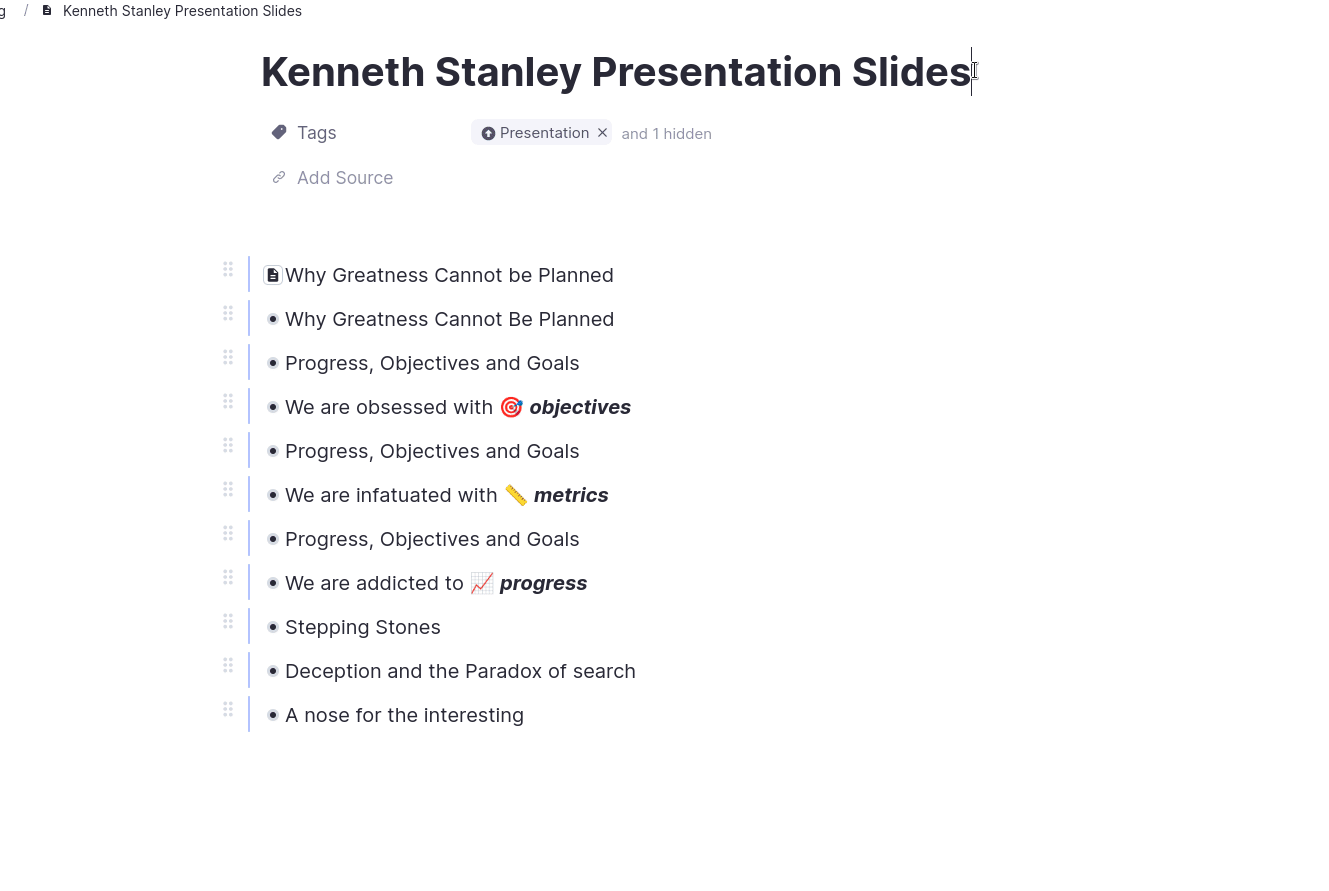 g / Kenneth Stanley Presentation Slides
Kenneth Stanley Presentation Slides
Tags Presentation × and 1 hidden
Add Source
Why Greatness Cannot be Planned
Why Greatness Cannot Be Planned
Progress, Objectives and Goals
We are obsessed with 🎯 objectives
Progress, Objectives and Goals
We are infatuated with 📏 metrics
Progress, Objectives and Goals
We are addicted to 📈 progress
Stepping Stones
Deception and the Paradox of search
A nose for the interesting